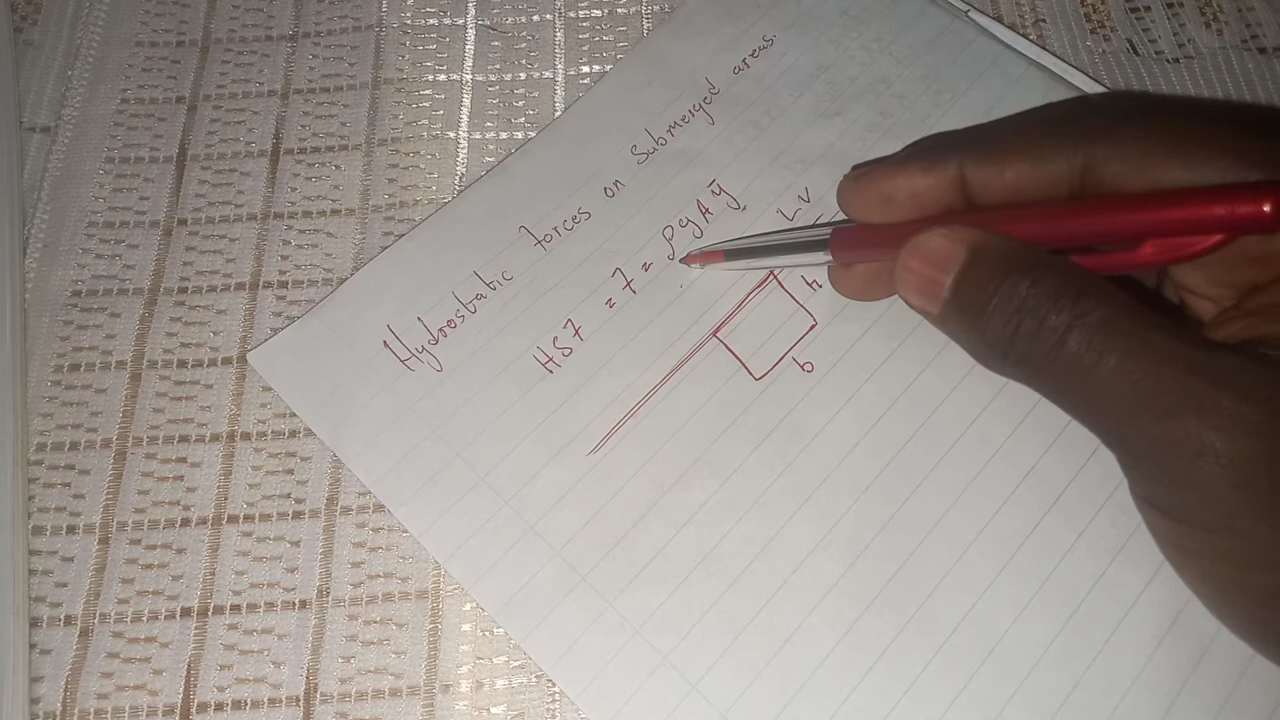 Hydrostatic forces on Submerged areas.
HSF = F = ρgAȳ
h
b